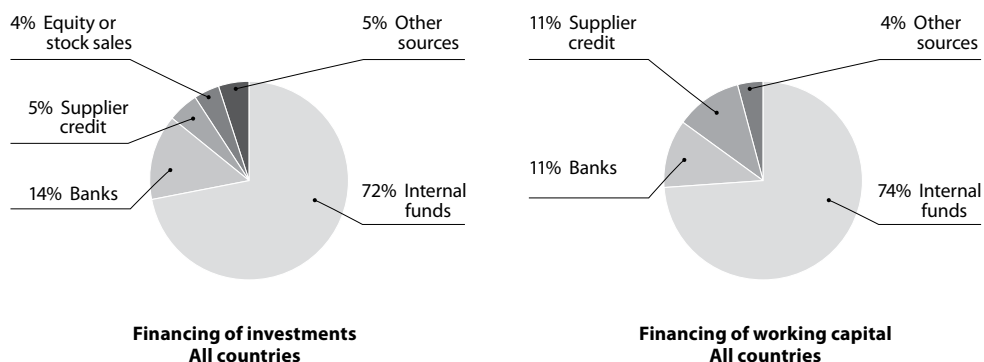 4% Equity or
stock sales
5% Other
sources
5% Supplier
credit
14% Banks
72% Internal
funds
Financing of investments
All countries
11% Supplier
credit
4% Other
sources
11% Banks
74% Internal
funds
Financing of working capital
All countries